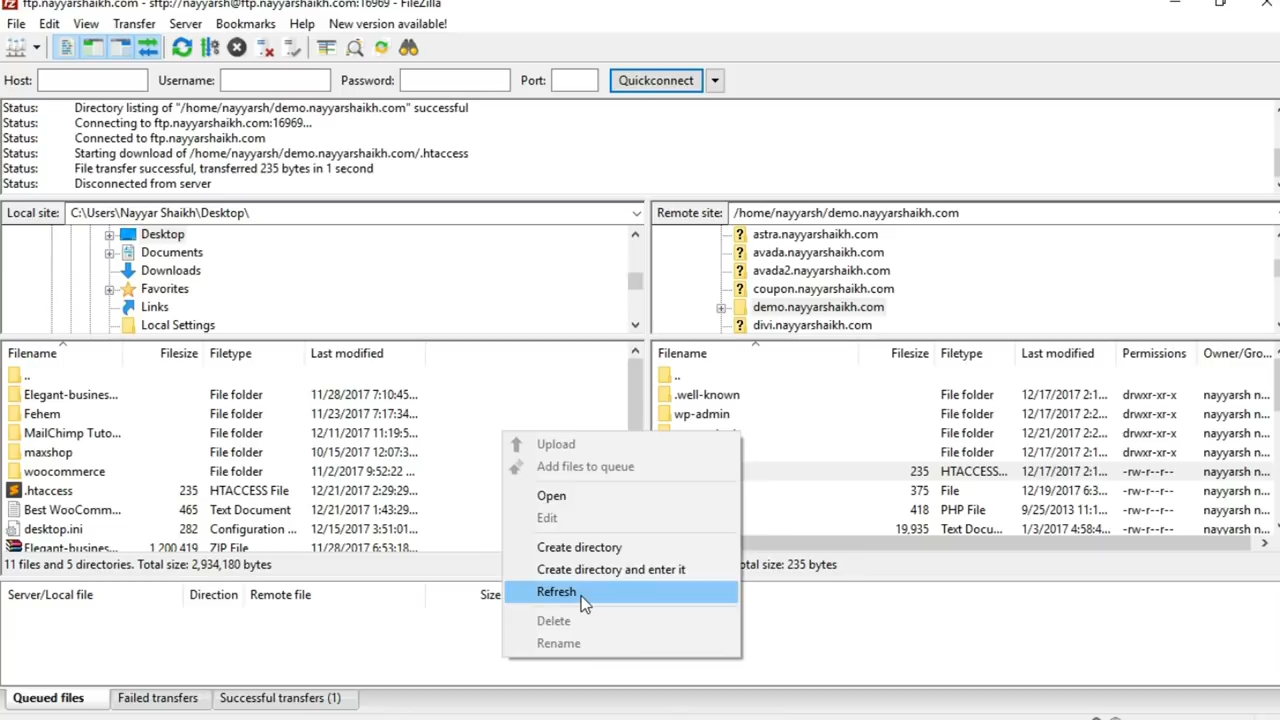 ftp.nayyarshaikh.com - sftp://nayyarsh@ftp.nayyarshaikh.com:16969 - FileZilla
File Edit View Transfer Server Bookmarks Help New version available!
Host: Username: Password: Port: Quickconnect
Status: Directory listing of "/home/nayyarsh/demo.nayyarshaikh.com" successful
Status: Connecting to ftp.nayyarshaikh.com:16969...
Status: Connected to ftp.nayyarshaikh.com
Status: Starting download of /home/nayyarsh/demo.nayyarshaikh.com/.htaccess
Status: File transfer successful, transferred 235 bytes in 1 second
Status: Disconnected from server
Local site: C:\Users\Nayyar Shaikh\Desktop\
Desktop
Documents
Downloads
Favorites
Links
Local Settings
Remote site: /home/nayyarsh/demo.nayyarshaikh.com
astra.nayyarshaikh.com
avada.nayyarshaikh.com
avada2.nayyarshaikh.com
coupon.nayyarshaikh.com
demo.nayyarshaikh.com
divi.nayyarshaikh.com
Filename Filesize Filetype Last modified
..
Elegant-busines... File folder 11/28/2017 7:10:45...
Fehem File folder 11/23/2017 7:17:34...
MailChimp Tuto... File folder 12/11/2017 11:19:5...
maxshop File folder 10/15/2017 12:07:3...
woocommerce File folder 11/2/2017 9:52:22 ...
.htaccess 235 HTACCESS File 12/21/2017 2:29:29...
Best WooComm... 465 Text Document 12/21/2017 1:43:29...
desktop.ini 282 Configuration ... 12/15/2017 3:51:01...
Elegant-busines... 1,200,419 ZIP File 11/28/2017 6:53:18...
11 files and 5 directories. Total size: 2,934,180 bytes
Filename Filesize Filetype Last modified Permissions Owner/Gro...
..
.well-known File folder 12/17/2017 2:1... drwxr-xr-x nayyarsh n...
wp-admin File folder 12/17/2017 2:1... drwxr-xr-x nayyarsh n...
File folder 12/21/2017 2:... drwxr-xr-x nayyarsh n...
File folder 12/17/2017 2:1... drwxr-xr-x nayyarsh n...
235 HTACCESS... 12/17/2017 2:1... -rw-r--r-- nayyarsh n...
375 File 12/19/2017 6:3... -rw-r--r-- nayyarsh n...
418 PHP File 9/25/2013 11:1... -rw-r--r-- nayyarsh n...
19,935 Text Docu... 1/3/2017 4:58:4... -rw-r--r-- nayyarsh n...
otal size: 235 bytes
Upload
Add files to queue
Open
Edit
Create directory
Create directory and enter it
Refresh
Delete
Rename
Server/Local file Direction Remote file Size
Queued files Failed transfers Successful transfers (1)